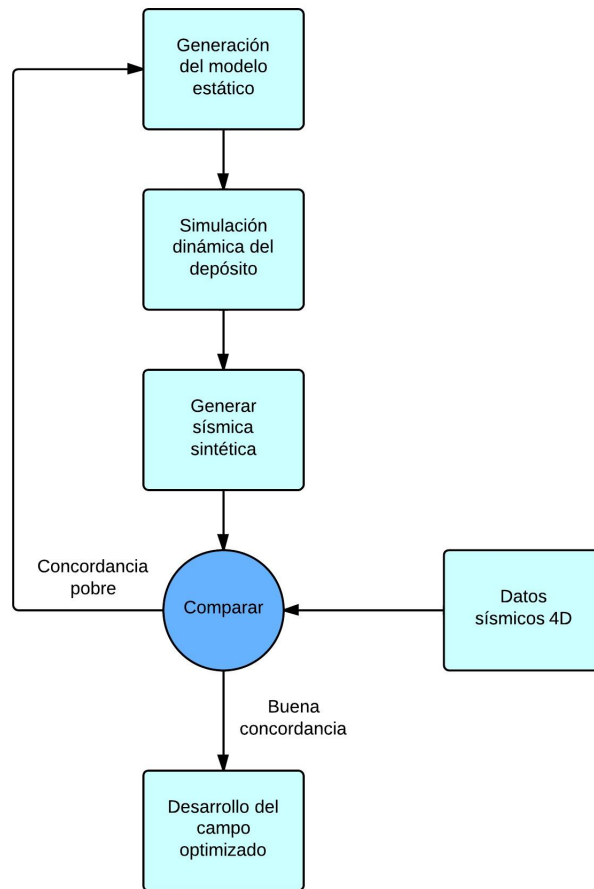 Generación
del modelo
estático
Simulación
dinámica del
depósito
Generar
sísmica
sintética
Concordancia
pobre
Comparar
Datos
sísmicos 4D
Buena
concordancia
Desarrollo del
campo
optimizado